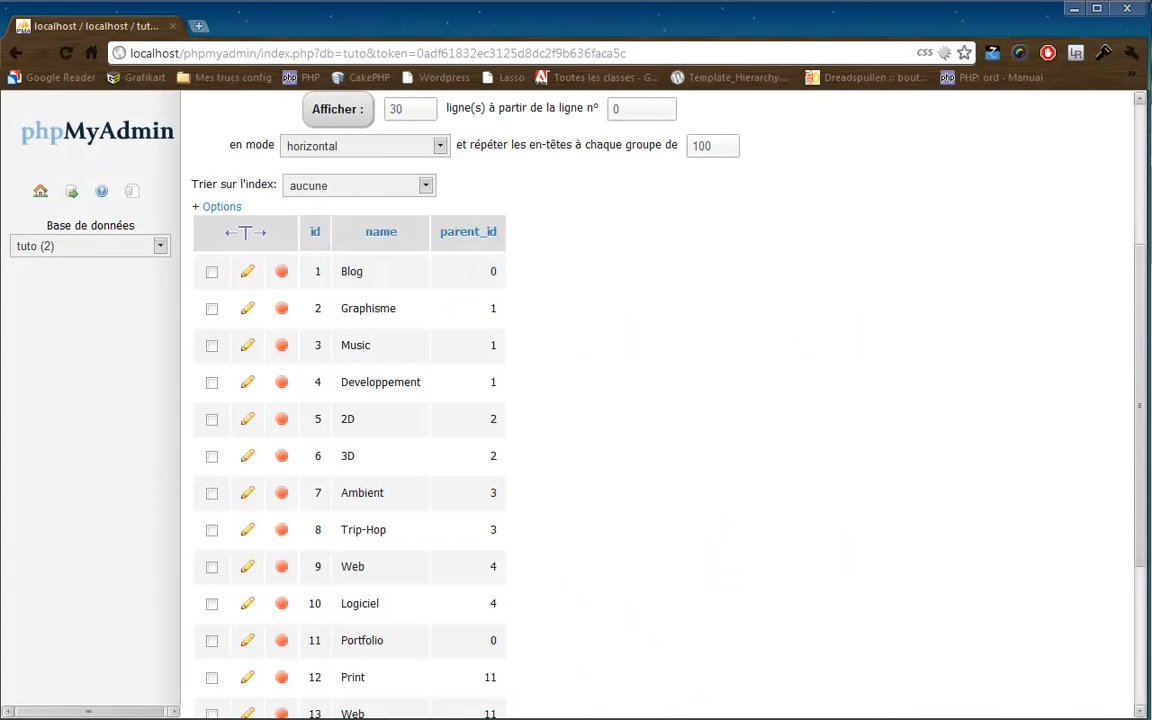 localhost / localhost / tut...
localhost/phpmyadmin/index.php?db=tuto&token=0adf61832ec3125d8dc2f9b636faca5c
CSS
Google Reader Grafikart Mes trucs config PHP CakePHP Wordpress Lasso Toutes les classes - G... Template_Hierarchy.... Dreadspullen :: bout... PHP: ord - Manual
phpMyAdmin
Base de données
tuto (2)
Afficher : 30 ligne(s) à partir de la ligne n° 0
en mode horizontal et répéter les en-têtes à chaque groupe de 100
Trier sur l'index: aucune
+ Options
←T→ id name parent_id
1 Blog 0
2 Graphisme 1
3 Music 1
4 Developpement 1
5 2D 2
6 3D 2
7 Ambient 3
8 Trip-Hop 3
9 Web 4
10 Logiciel 4
11 Portfolio 0
12 Print 11
13 Web 11